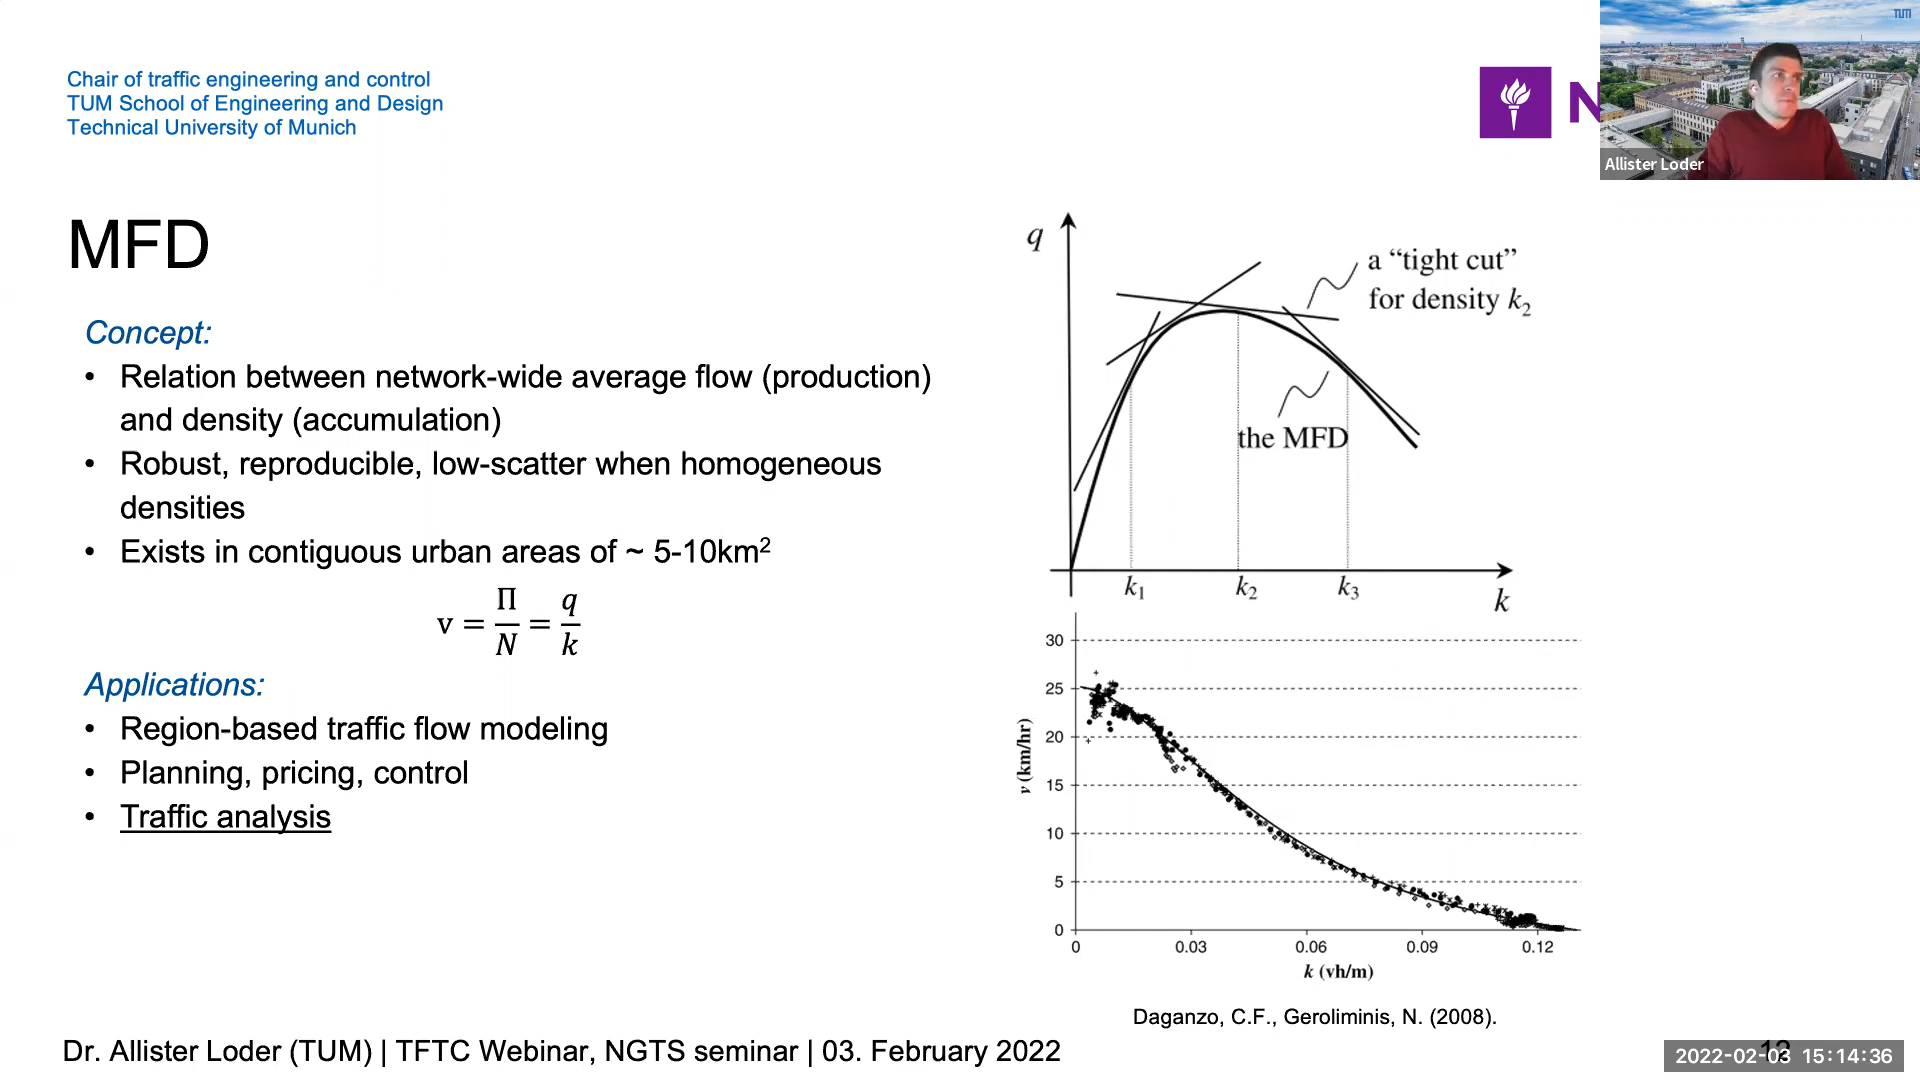 Chair of traffic engineering and control
TUM School of Engineering and Design
Technical University of Munich
N
TUM
Allister Loder
MFD
Concept:
• Relation between network-wide average flow (production)
and density (accumulation)
• Robust, reproducible, low-scatter when homogeneous
densities
• Exists in contiguous urban areas of ~ 5-10km²
v = Π/N = q/k
Applications:
• Region-based traffic flow modeling
• Planning, pricing, control
• Traffic analysis
q
a “tight cut”
for density k₂
the MFD
k₁ k₂ k₃
k
30
25
20
15
10
5
0
v (km/hr)
0 0.03 0.06 0.09 0.12
k (vh/m)
Daganzo, C.F., Geroliminis, N. (2008).
Dr. Allister Loder (TUM) | TFTC Webinar, NGTS seminar | 03. February 2022
2022-02-03 15:14:36